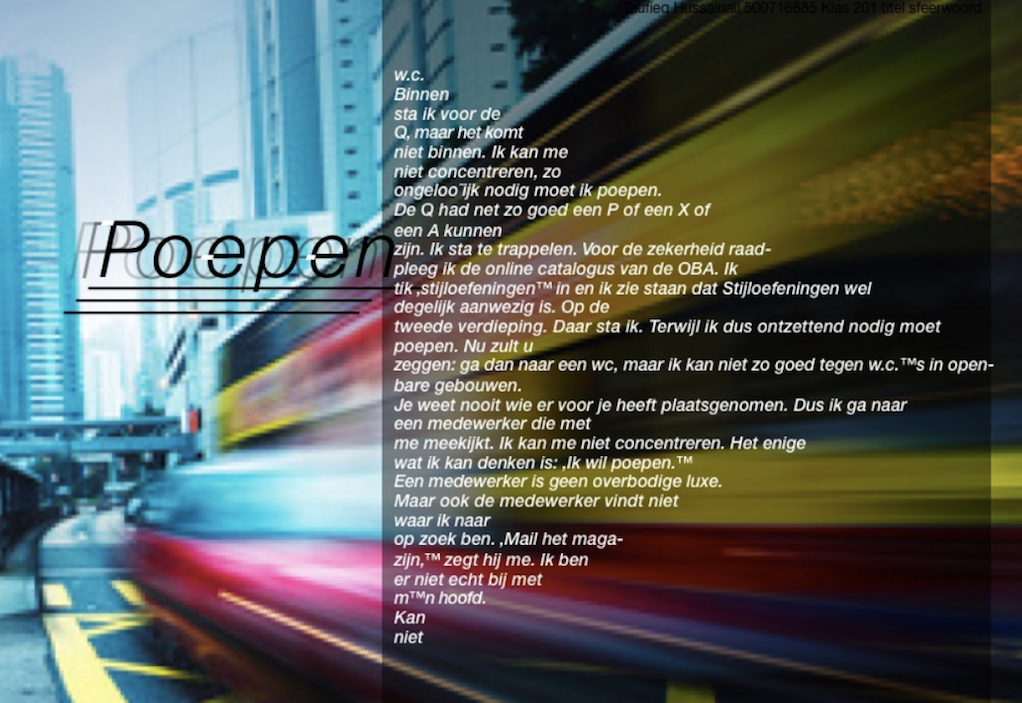 Hussainali 500716885 Klas 201 titel sfeerwoord
Poepen
w.c.
Binnen
sta ik voor de
Q, maar het komt
niet binnen. Ik kan me
niet concentreren, zo
ongeloo˜ijk nodig moet ik poepen.
De Q had net zo goed een P of een X of
een A kunnen
zijn. Ik sta te trappelen. Voor de zekerheid raad-
pleeg ik de online catalogus van de OBA. Ik
tik ‚stijloefeningen™ in en ik zie staan dat Stijloefeningen wel
degelijk aanwezig is. Op de
tweede verdieping. Daar sta ik. Terwijl ik dus ontzettend nodig moet
poepen. Nu zult u
zeggen: ga dan naar een wc, maar ik kan niet zo goed tegen w.c.™s in open-
bare gebouwen.
Je weet nooit wie er voor je heeft plaatsgenomen. Dus ik ga naar
een medewerker die met
me meekijkt. Ik kan me niet concentreren. Het enige
wat ik kan denken is: ‚Ik wil poepen.™
Een medewerker is geen overbodige luxe.
Maar ook de medewerker vindt niet
waar ik naar
op zoek ben. ‚Mail het maga-
zijn,™ zegt hij me. Ik ben
er niet echt bij met
m™n hoofd.
Kan
niet